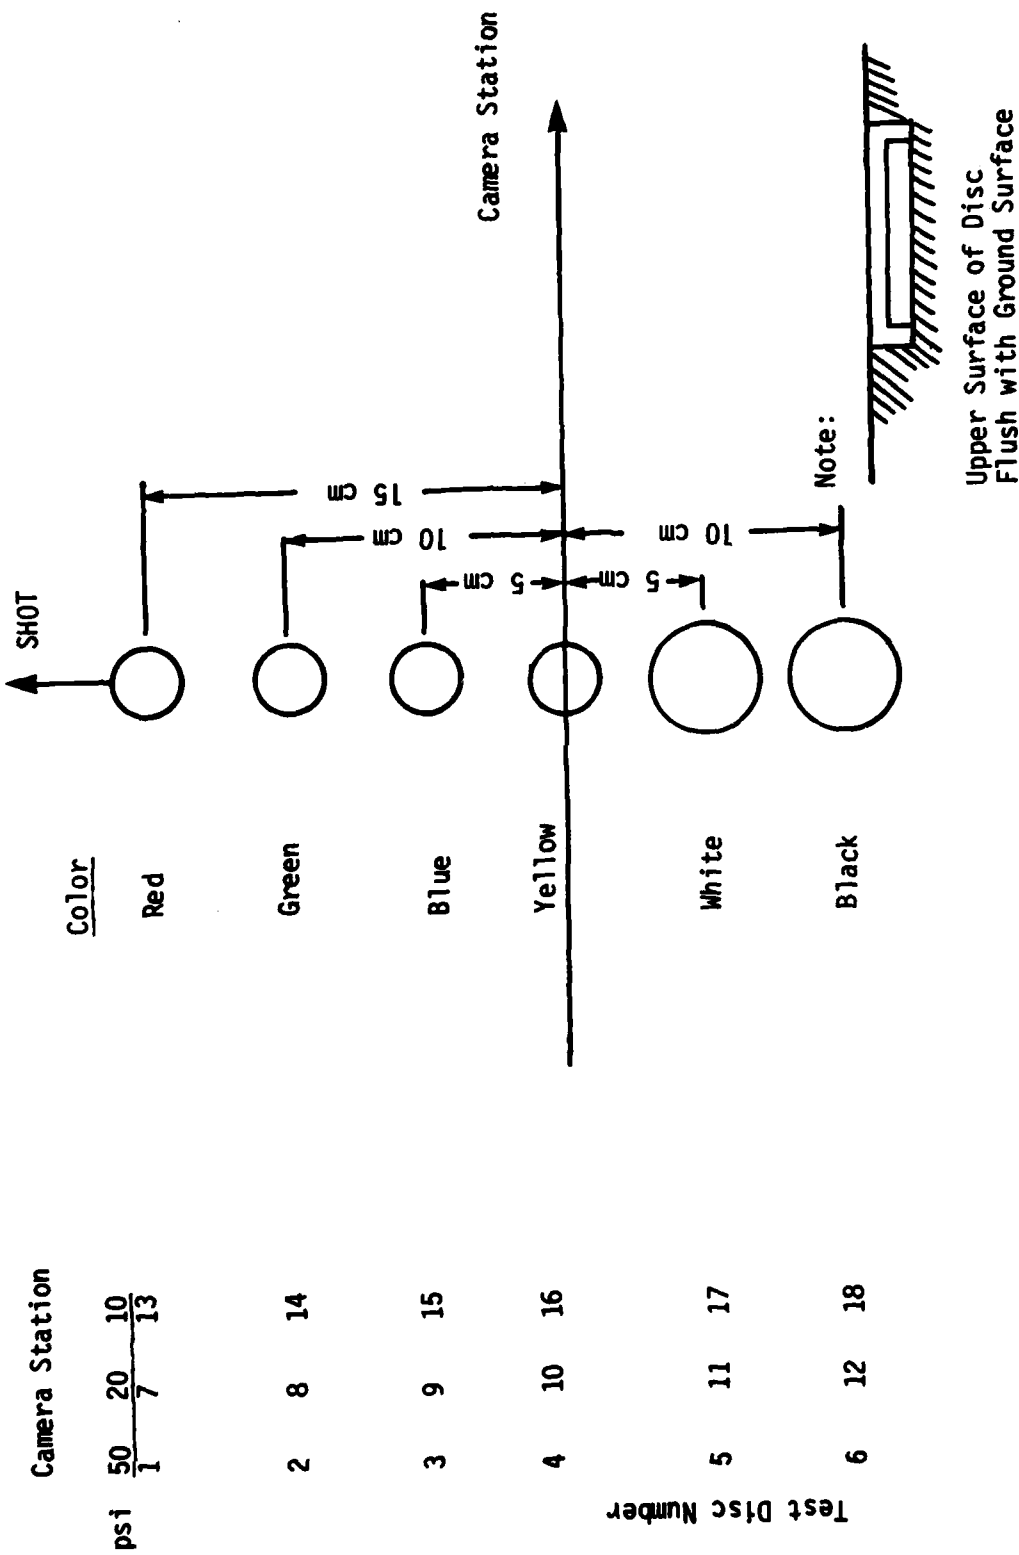 Camera Station
psi 50 20 10
1 7 13
2 8 14
3 9 15
4 10 16
5 11 17
6 12 18
Test Disc Number
Color
Red
Green
Blue
Yellow
White
Black
SHOT
15 cm
10 cm
5 cm
5 cm
10 cm
Camera Station
Note:
Upper Surface of Disc
Flush with Ground Surface